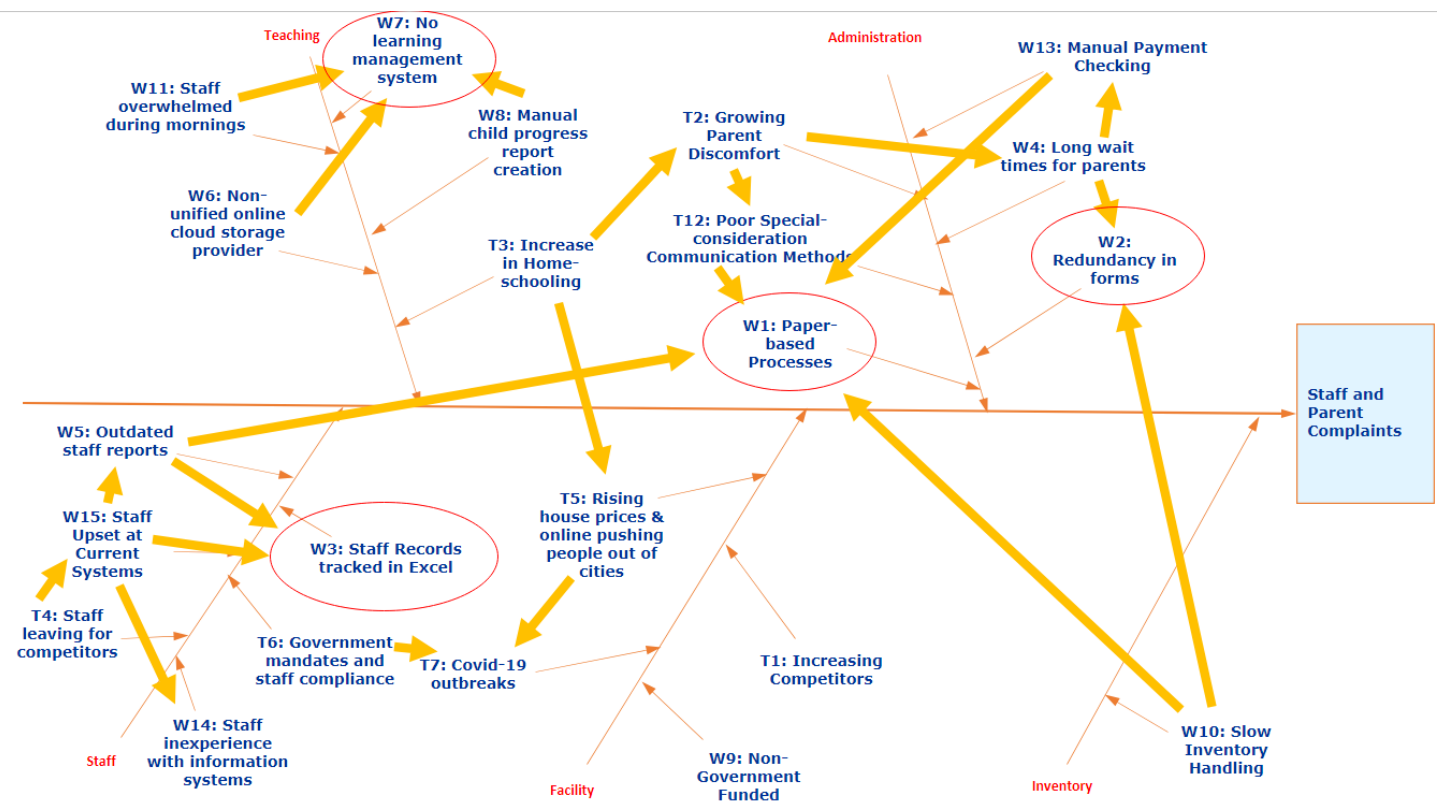 Teaching
W7: No
learning
management
system
W11: Staff
overwhelmed
during mornings
W8: Manual
child progress
report
creation
W6: Non-
unified online
cloud storage
provider
T3: Increase
in Home-
schooling
Administration
T2: Growing
Parent
Discomfort
W13: Manual Payment
Checking
W4: Long wait
times for parents
T12: Poor Special-
consideration
Communication Methods
W2:
Redundancy in
forms
W1: Paper-
based
Processes
Staff and
Parent
Complaints
W5: Outdated
staff reports
W15: Staff
Upset at
Current
Systems
W3: Staff Records
tracked in Excel
T4: Staff
leaving for
competitors
T6: Government
mandates and
staff compliance
W14: Staff
inexperience
with information
systems
Staff
T5: Rising
house prices &
online pushing
people out of
cities
T7: Covid-19
outbreaks
T1: Increasing
Competitors
W9: Non-
Government
Funded
Facility
W10: Slow
Inventory
Handling
Inventory